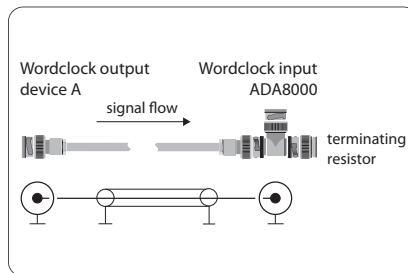 Wordclock output
device A
Wordclock input
ADA8000
signal flow
terminating
resistor